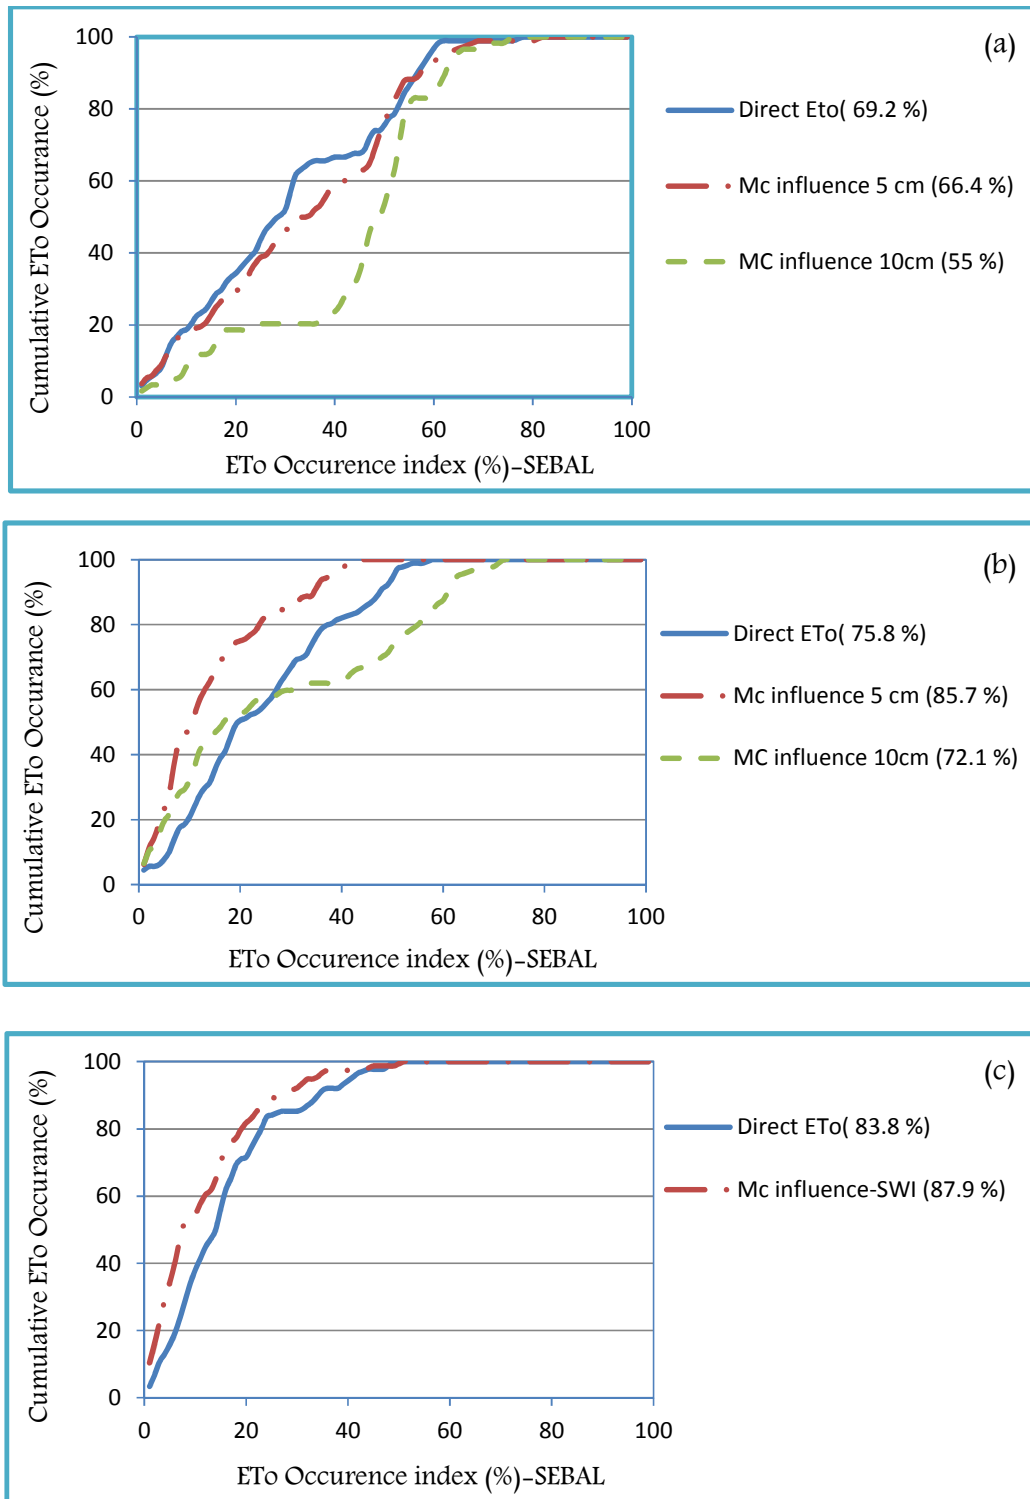 (a)
Cumulative ETo Occurance (%)
100
80
60
40
20
0
0 20 40 60 80 100
ETo Occurence index (%)-SEBAL
Direct Eto( 69.2 %)
Mc influence 5 cm (66.4 %)
MC influence 10cm (55 %)
(b)
Cumulative ETo Occurance (%)
100
80
60
40
20
0
0 20 40 60 80 100
ETo Occurence index (%)-SEBAL
Direct ETo( 75.8 %)
Mc influence 5 cm (85.7 %)
MC influence 10cm (72.1 %)
(c)
Cumulative ETo Occurance (%)
100
80
60
40
20
0
0 20 40 60 80 100
ETo Occurence index (%)-SEBAL
Direct ETo( 83.8 %)
Mc influence-SWI (87.9 %)